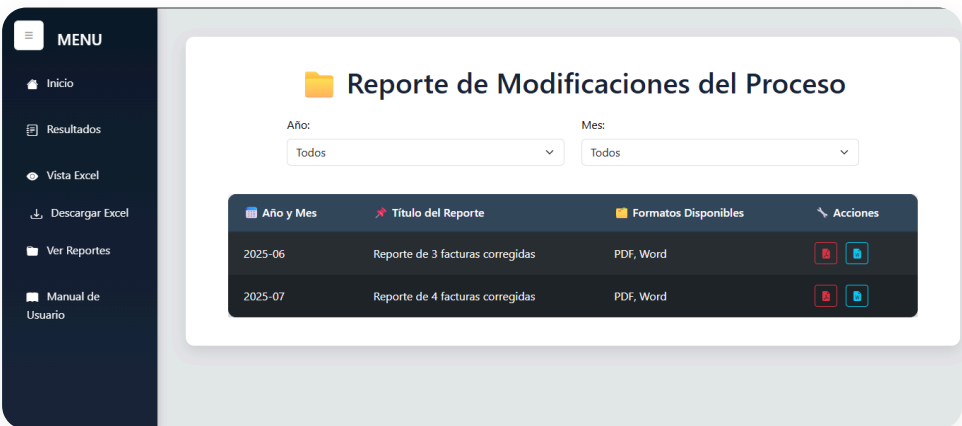 MENU
Inicio
Resultados
Vista Excel
Descargar Excel
Ver Reportes
Manual de
Usuario
Reporte de Modificaciones del Proceso
Año: Mes:
Todos Todos
Año y Mes Título del Reporte Formatos Disponibles Acciones
2025-06 Reporte de 3 facturas corregidas PDF, Word
2025-07 Reporte de 4 facturas corregidas PDF, Word